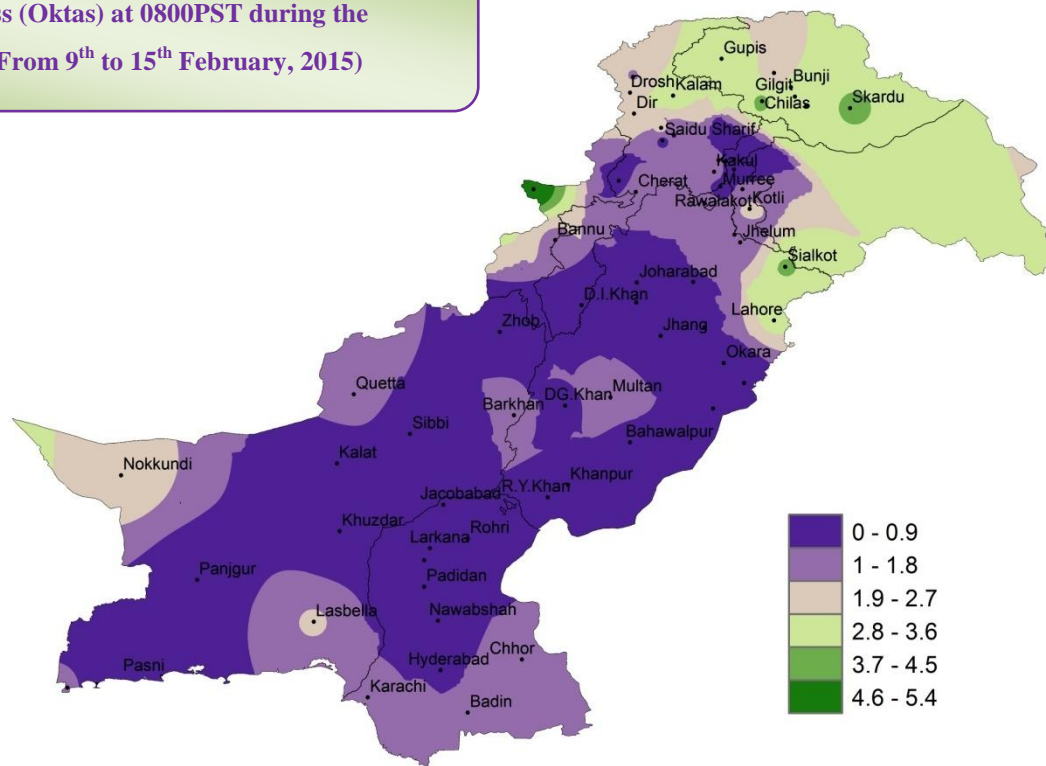 ss (Oktas) at 0800PST during the
From 9th to 15th February, 2015)
Gupis
Drosh
Kalam
Gilgit
Bunji
Dir
Chilas
Skardu
Saidu Sharif
Kakul
Cherat
Murree
Rawalakot
Kotli
Bannu
Jhelum
Sialkot
Joharabad
D.I.Khan
Lahore
Zhob
Jhang
Okara
Quetta
Barkhan
DG.Khan
Multan
Sibbi
Bahawalpur
Kalat
Nokkundi
Khanpur
R.Y.Khan
Jacobabad
Khuzdar
Rohri
Larkana
Panjgur
Padidan
Lasbella
Nawabshah
Chhor
Pasni
Hyderabad
Karachi
Badin
0 - 0.9
1 - 1.8
1.9 - 2.7
2.8 - 3.6
3.7 - 4.5
4.6 - 5.4